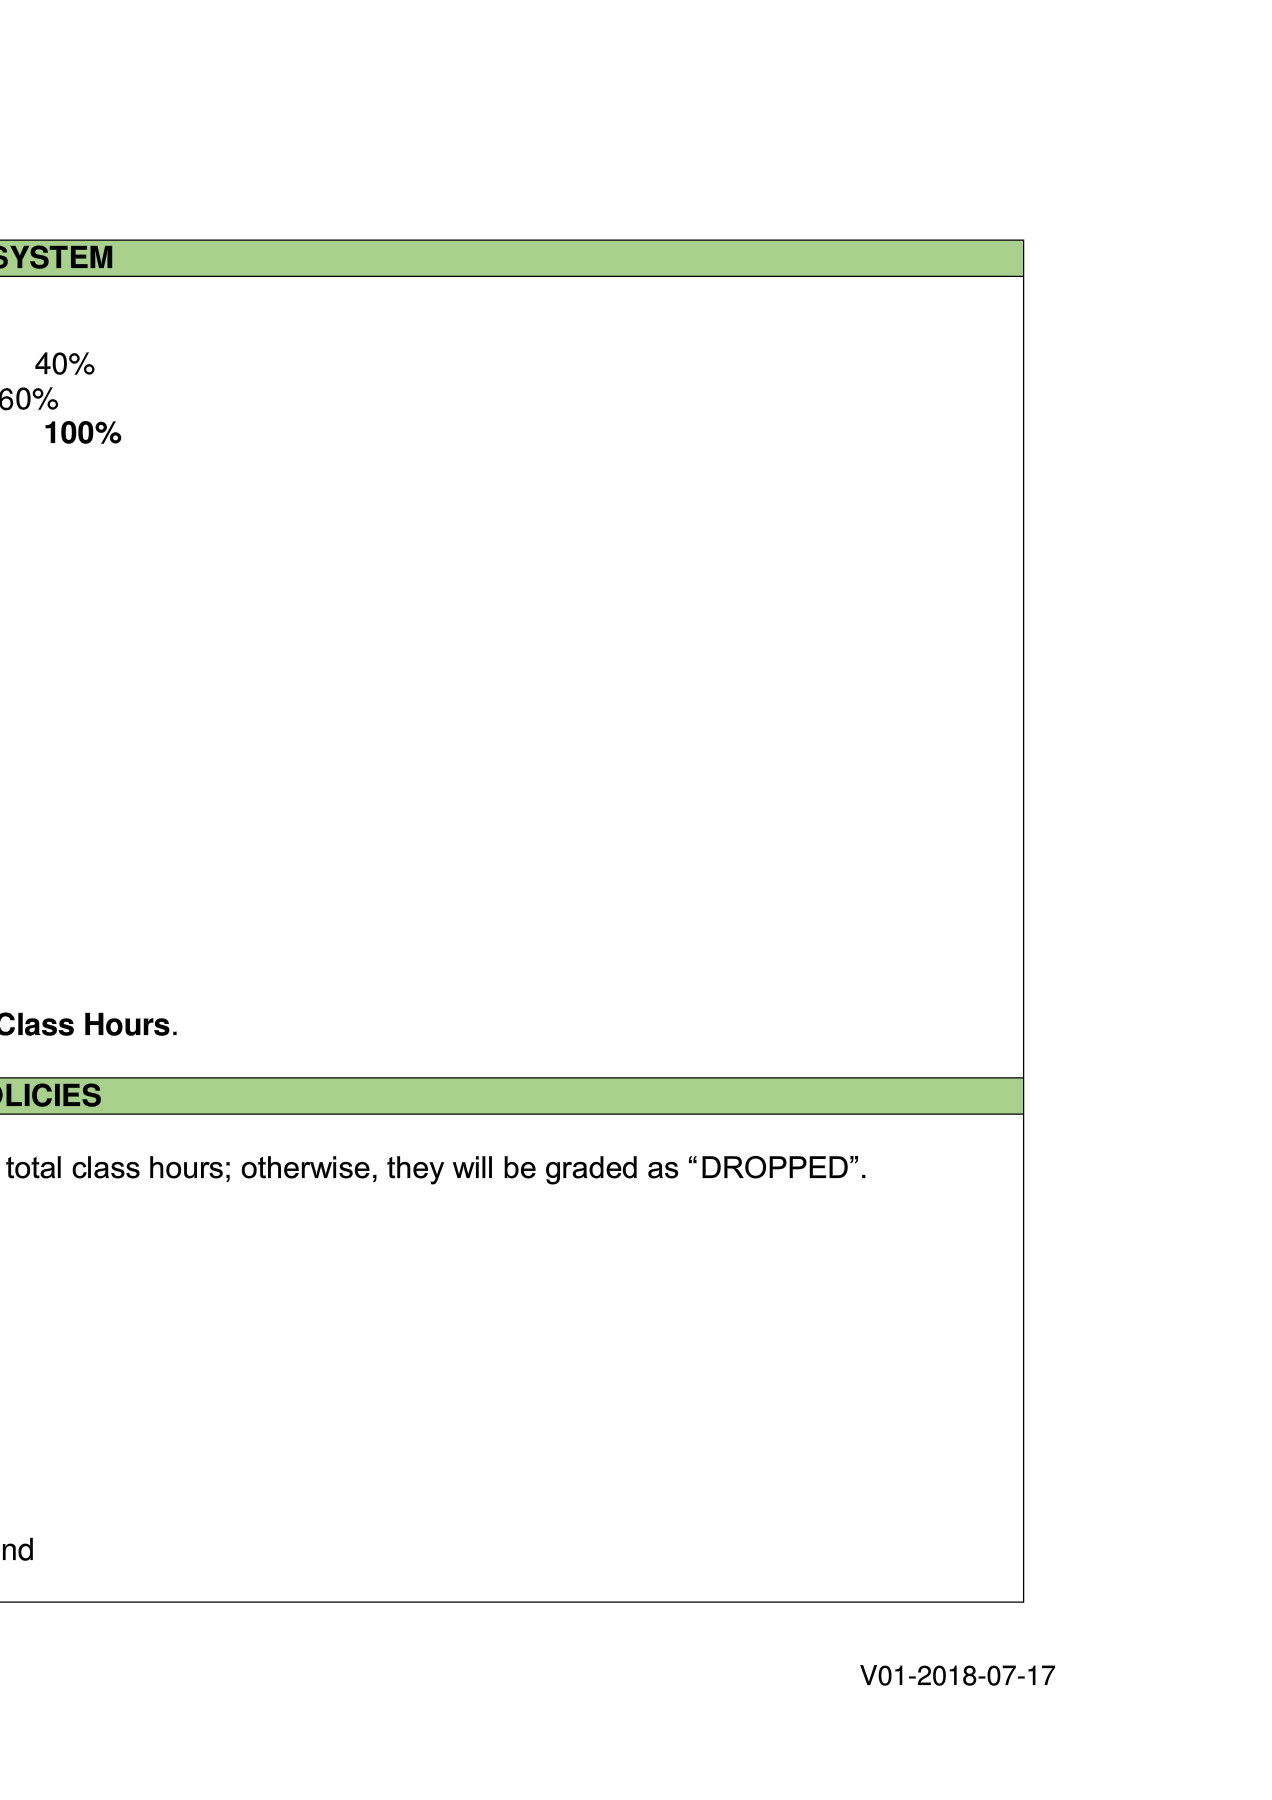 SYSTEM
40%
60%
100%
Class Hours.
OLICIES
total class hours; otherwise, they will be graded as “DROPPED”.
nd
V01-2018-07-17